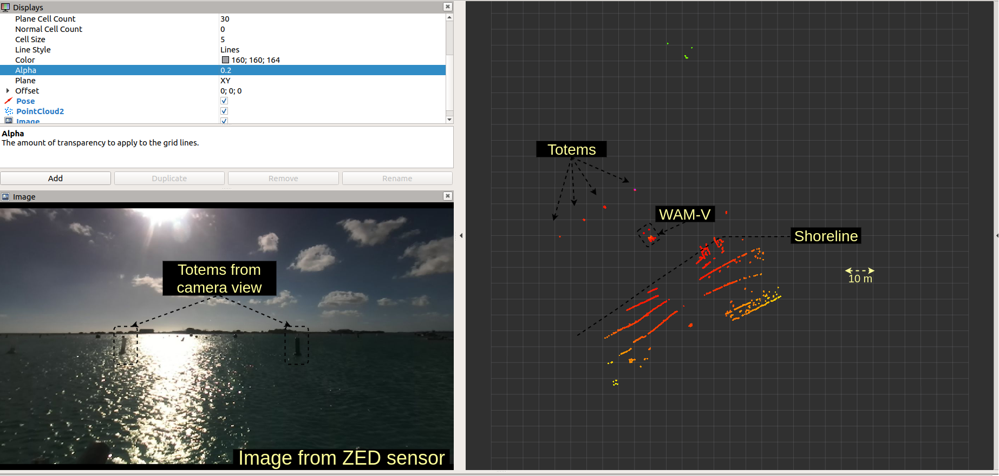 Displays
Plane Cell Count 30
Normal Cell Count 0
Cell Size 5
Line Style Lines
Color 160; 160; 164
Alpha 0.2
Plane XY
Offset 0; 0; 0
Pose
PointCloud2
Image
Alpha
The amount of transparency to apply to the grid lines.
Add Duplicate Remove Rename
Image
Totems from
camera view
Image from ZED sensor
Totems
WAM-V
Shoreline
10 m